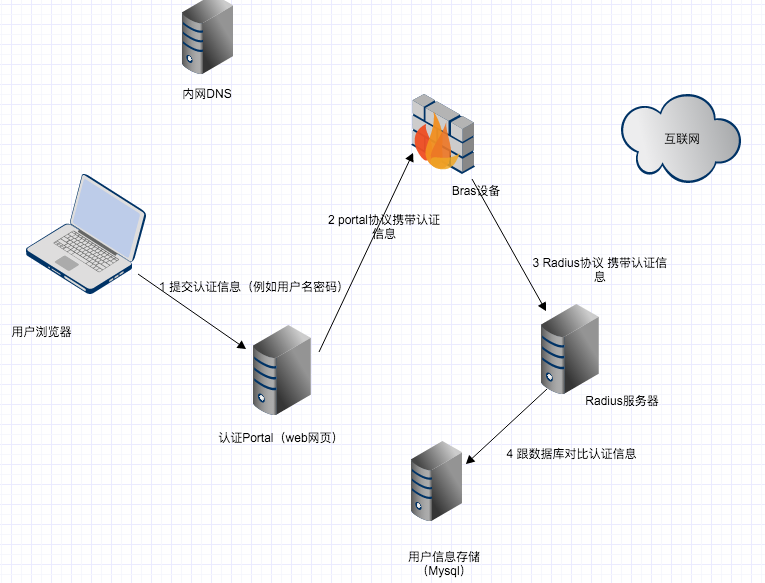 内网DNS
互联网
Bras设备
2 portal协议携带认证
信息
3 Radius协议 携带认证信
息
1 提交认证信息（例如用户名密码）
用户浏览器
Radius服务器
认证Portal（web网页）
4 跟数据库对比认证信息
用户信息存储
（Mysql）